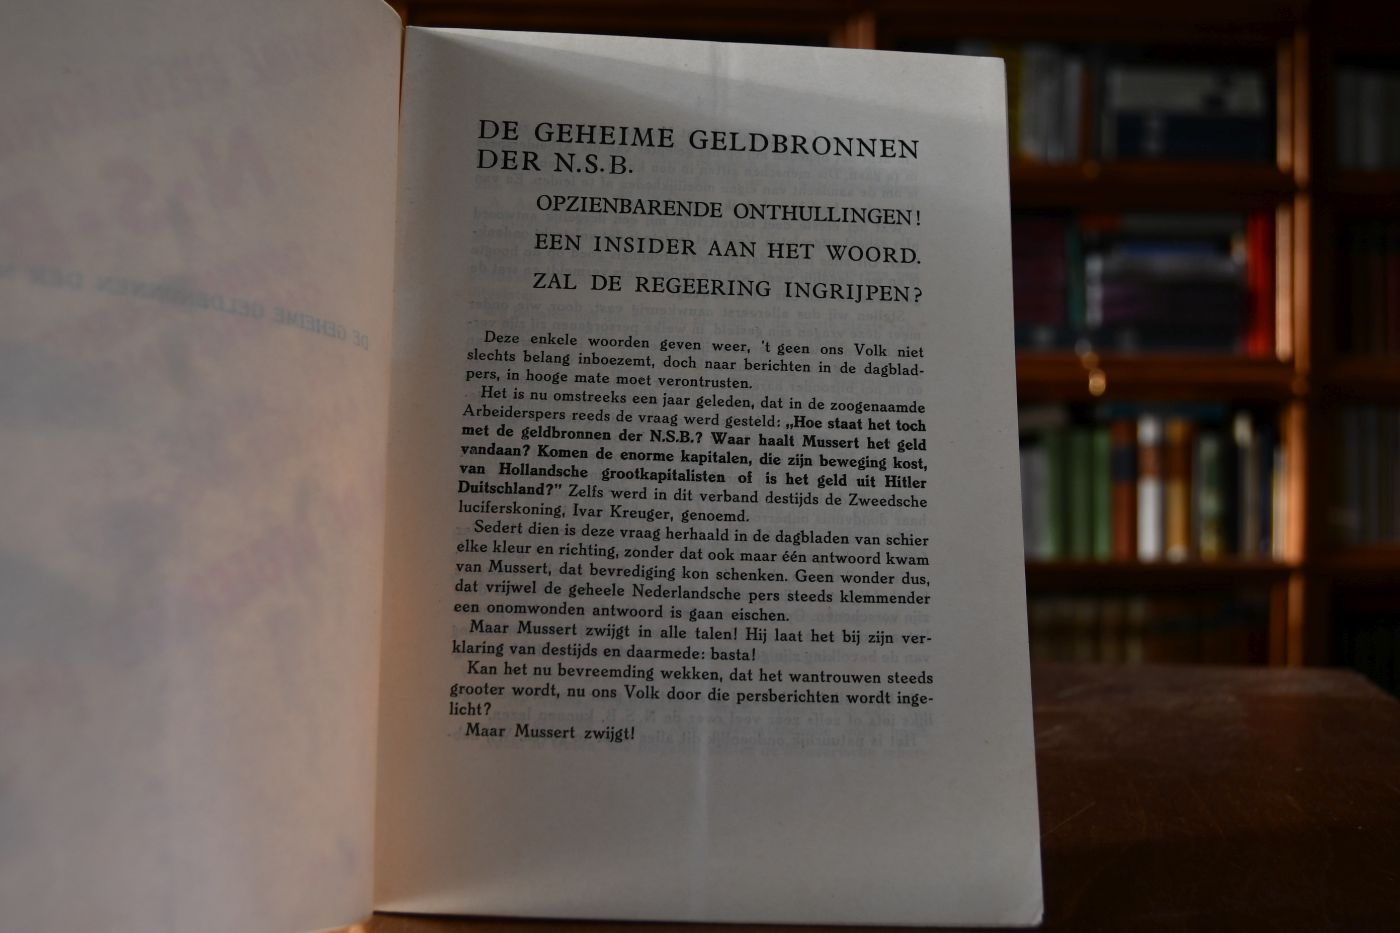 DE GEHEIME GELDBRONNEN
DER N.S.B.
OPZIENBARENDE ONTHULLINGEN!
EEN INSIDER AAN HET WOORD.
ZAL DE REGEERING INGRIJPEN?
Deze enkele woorden geven weer, 't geen ons Volk niet
slechts belang inboezemt, doch naar berichten in de dagblad-
pers, in hooge mate moet verontrusten.
Het is nu omstreeks een jaar geleden, dat in de zoogenaamde
Arbeiderspers reeds de vraag werd gesteld: „Hoe staat het toch
met de geldbronnen der N.S.B.? Waar haalt Mussert het geld
vandaan? Komen de enorme kapitalen, die zijn beweging kost,
van Hollandsche grootkapitalisten of is het geld uit Hitler
Duitschland?" Zelfs werd in dit verband destijds de Zweedsche
luciferskoning, Ivar Kreuger, genoemd.
Sedert dien is deze vraag herhaald in de dagbladen van schier
elke kleur en richting, zonder dat ook maar één antwoord kwam
van Mussert, dat bevrediging kon schenken. Geen wonder dus,
dat vrijwel de geheele Nederlandsche pers steeds klemmender
een onomwonden antwoord is gaan eischen.
Maar Mussert zwijgt in alle talen! Hij laat het bij zijn ver-
klaring van destijds en daarmede: basta!
Kan het nu bevreemding wekken, dat het wantrouwen steeds
grooter wordt, nu ons Volk door die persberichten wordt inge-
licht?
Maar Mussert zwijgt!